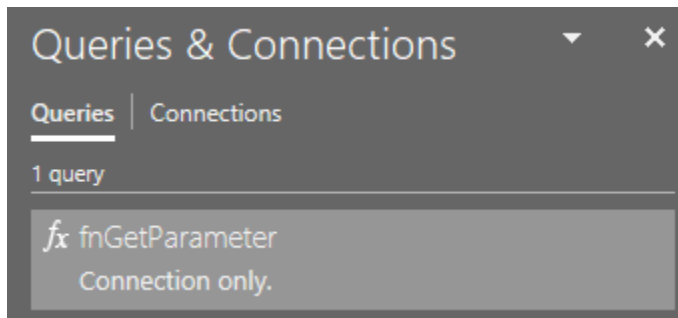 Queries & Connections
Queries | Connections
1 query
fx fnGetParameter
Connection only.